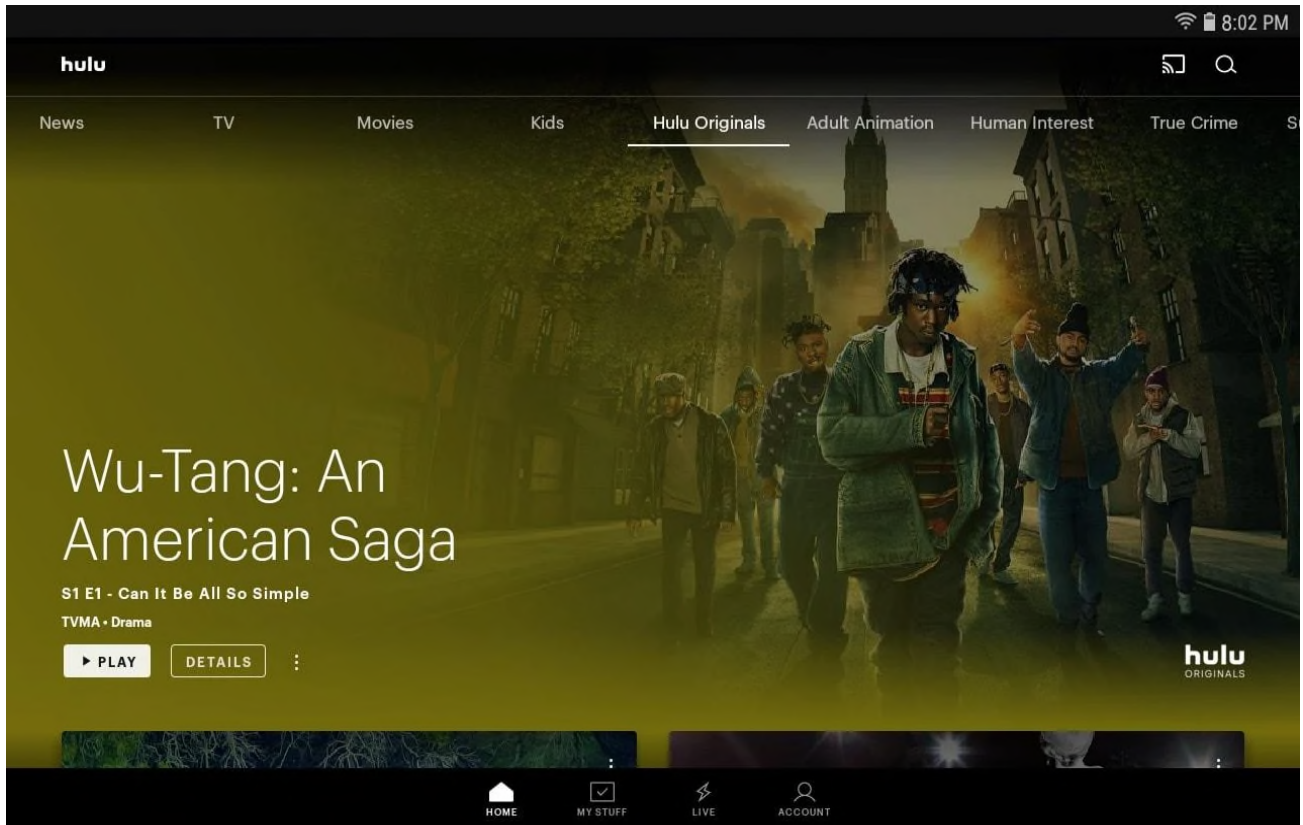 8:02 PM
hulu
News TV Movies Kids Hulu Originals Adult Animation Human Interest True Crime
Wu-Tang: An
American Saga
S1 E1 - Can It Be All So Simple
TVMA • Drama
PLAY DETAILS
hulu
ORIGINALS
HOME MY STUFF LIVE ACCOUNT